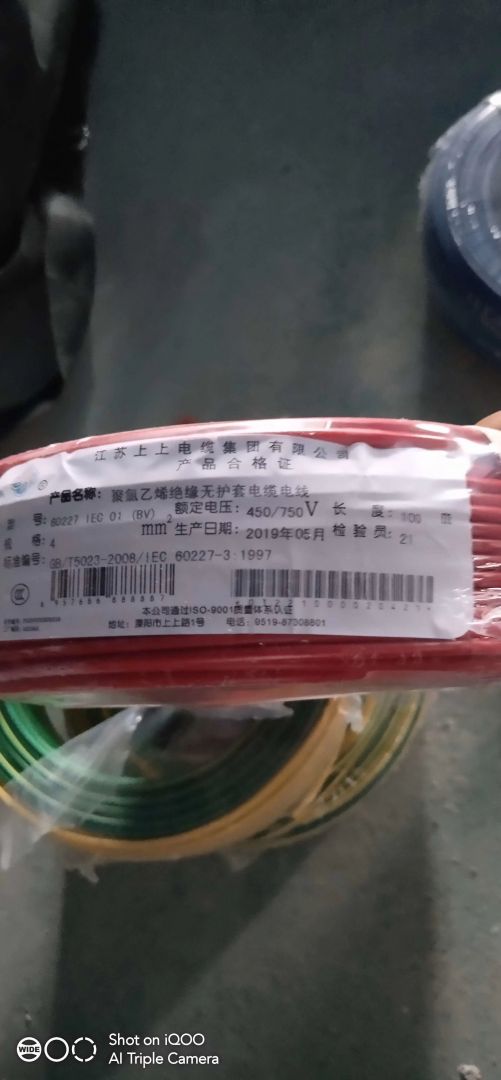 江苏上上电缆集团有限公司
产品合格证
产品名称: 聚氯乙烯绝缘无护套电缆电线
型 号: 60227 IEC 01 (BV) 额定电压: 450/750V 长 度: 100
规 格: 4 mm² 生产日期: 2019年05月 检验员: 21
标准编号: GB/T5023-2008/IEC 60227-3:1997
本公司通过ISO-9001质量体系认证
地址: 溧阳市上上路1号 电话: 9519-87308801
WIDE
Shot on iQOO
AI Triple Camera